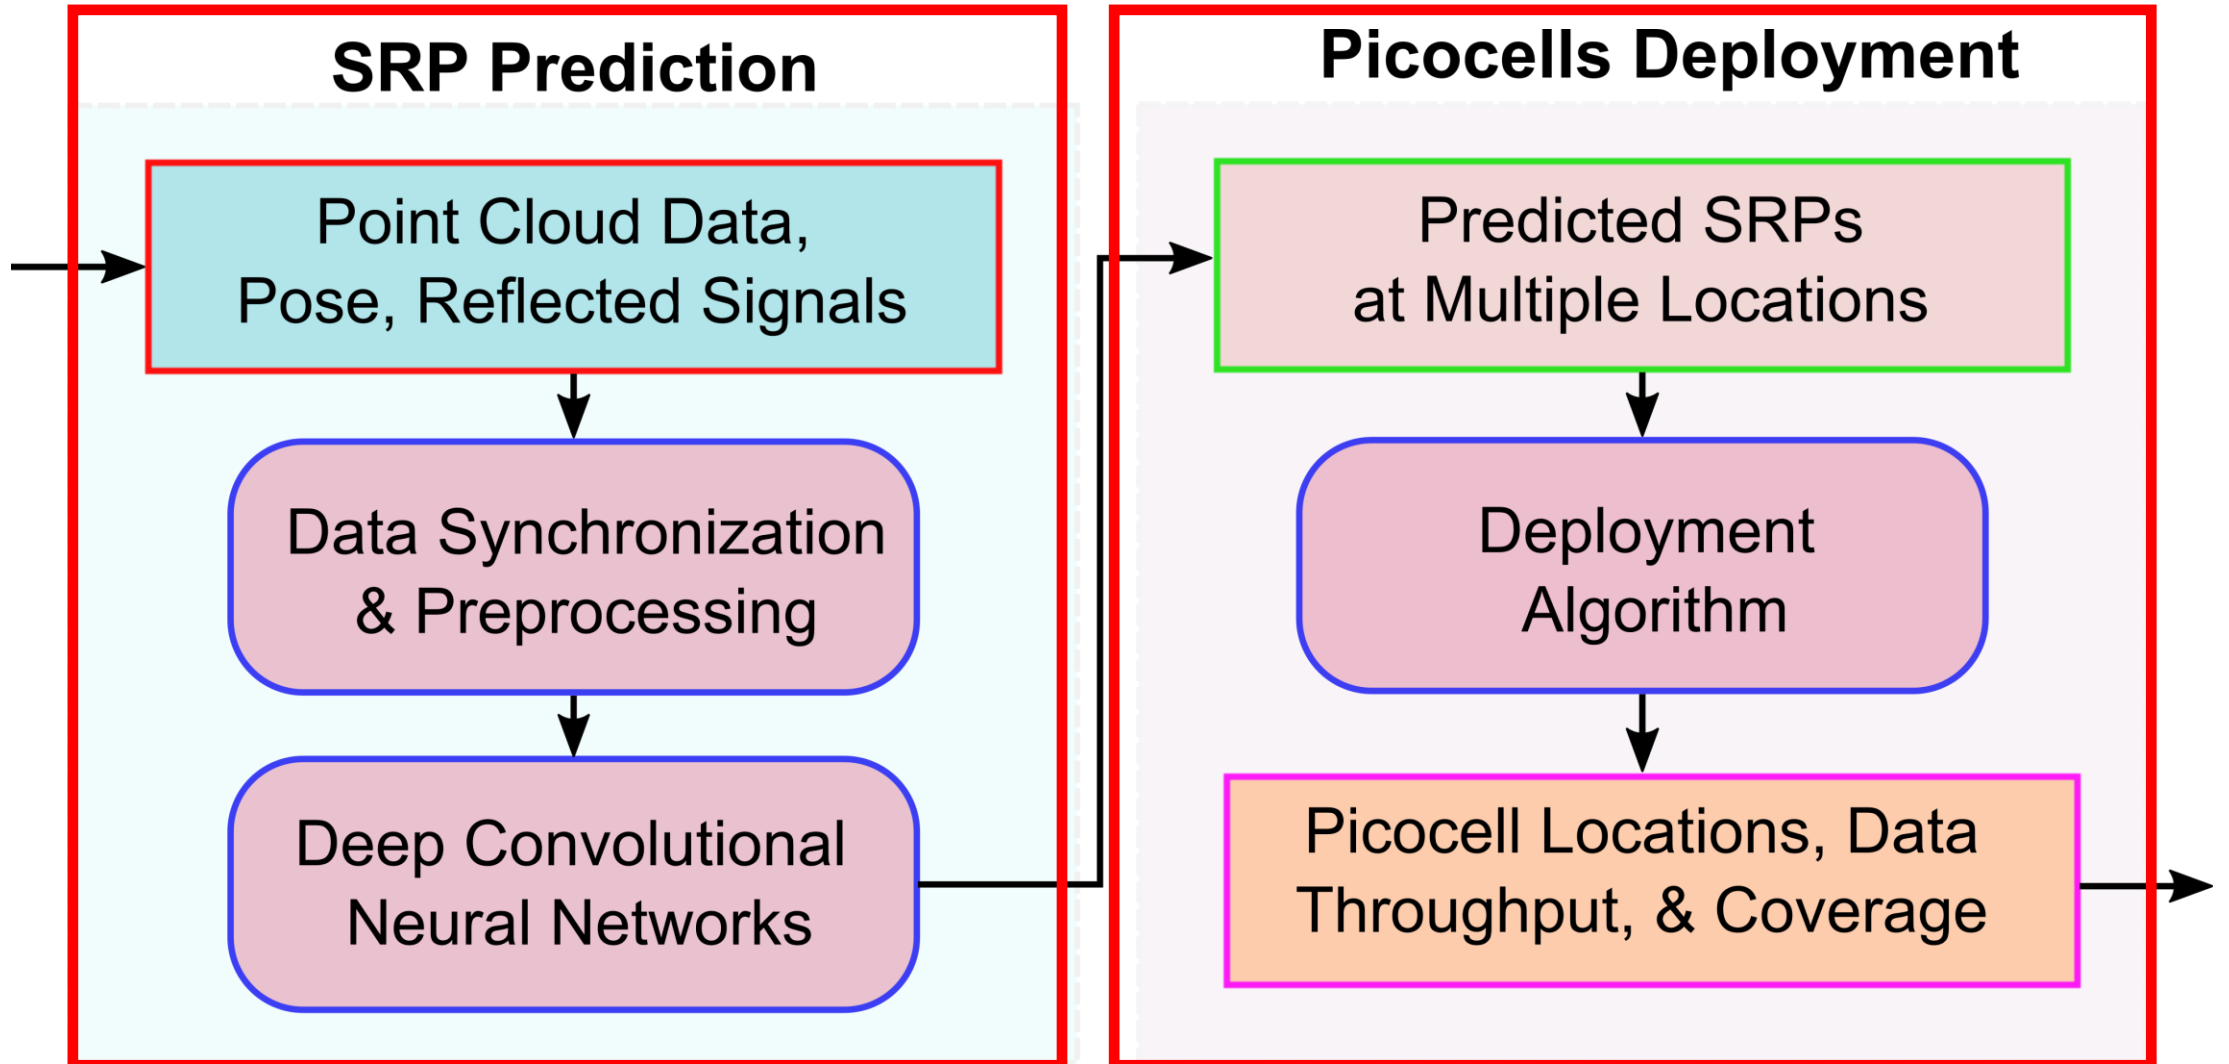 SRP Prediction
Point Cloud Data,
Pose, Reflected Signals
Data Synchronization
& Preprocessing
Deep Convolutional
Neural Networks
Picocells Deployment
Predicted SRPs
at Multiple Locations
Deployment
Algorithm
Picocell Locations, Data
Throughput, & Coverage